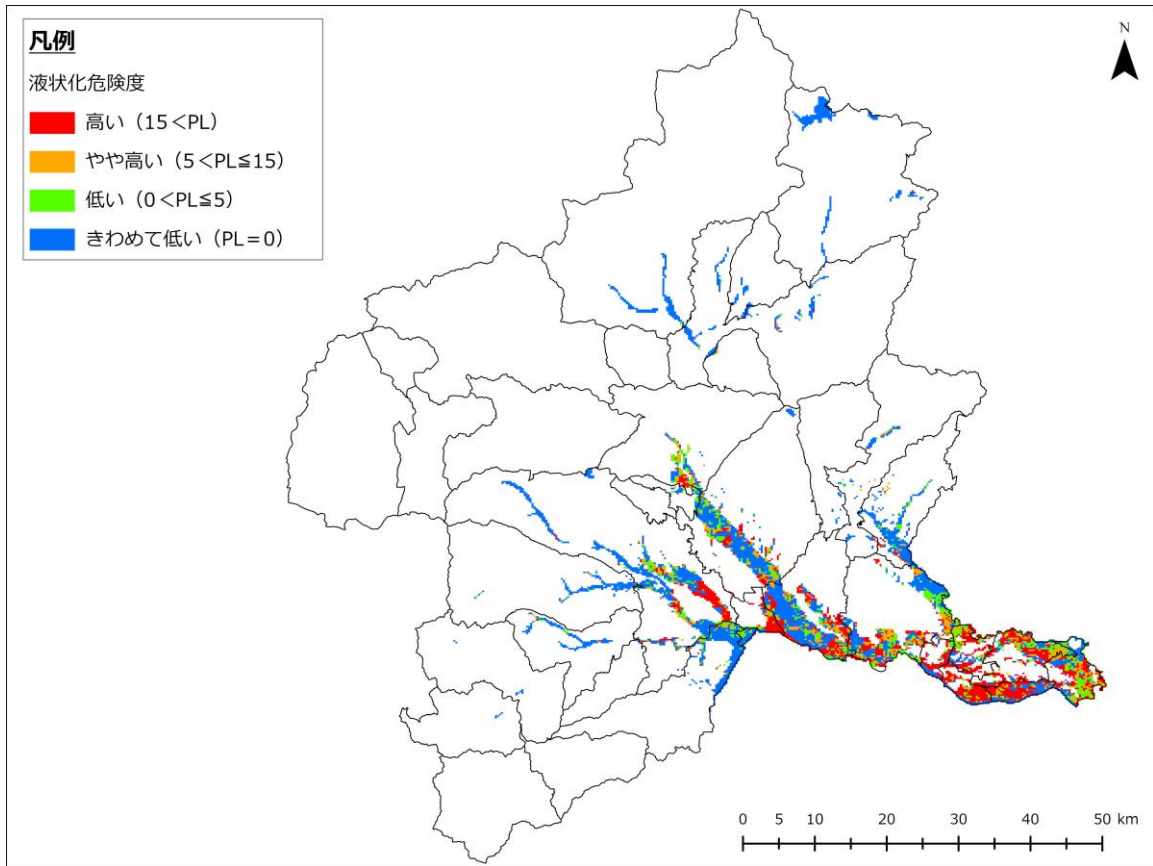 凡例
液状化危険度
高い（15＜PL）
やや高い（5＜PL≦15）
低い（0＜PL≦5）
きわめて低い（PL＝0）
N
0 5 10 20 30 40 50 km